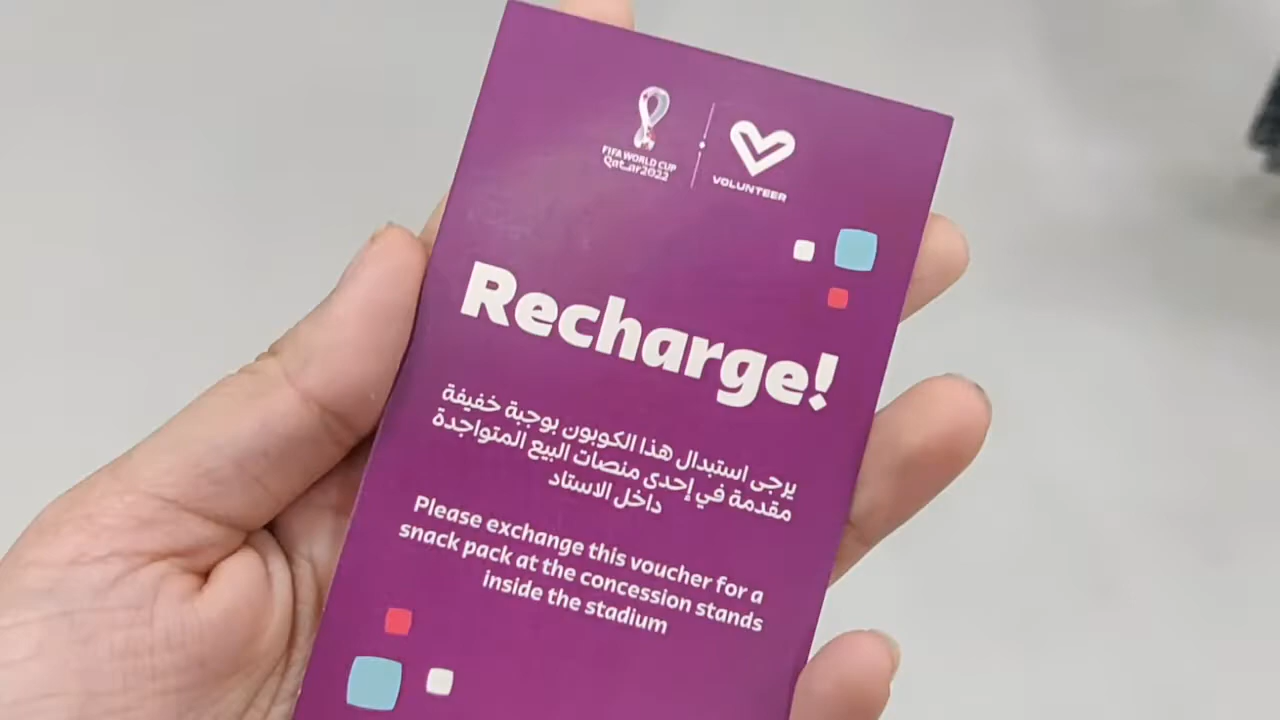 FIFA WORLD CUP
Qatar2022
VOLUNTEER
Recharge!
يرجى استبدال هذا الكوبون بوجبة خفيفة
مقدمة في إحدى منصات البيع المتواجدة
داخل الاستاد
Please exchange this voucher for a
snack pack at the concession stands
inside the stadium